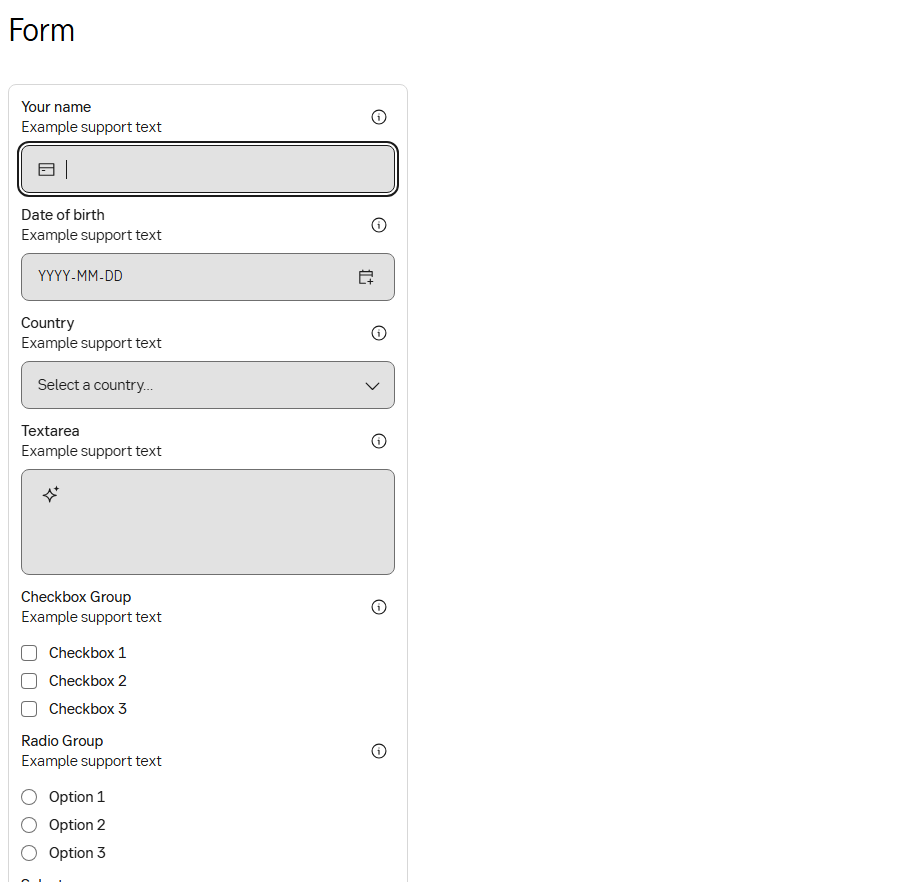 Form
Your name
Example support text
Date of birth
Example support text
YYYY-MM-DD
Country
Example support text
Select a country...
Textarea
Example support text
Checkbox Group
Example support text
Checkbox 1
Checkbox 2
Checkbox 3
Radio Group
Example support text
Option 1
Option 2
Option 3